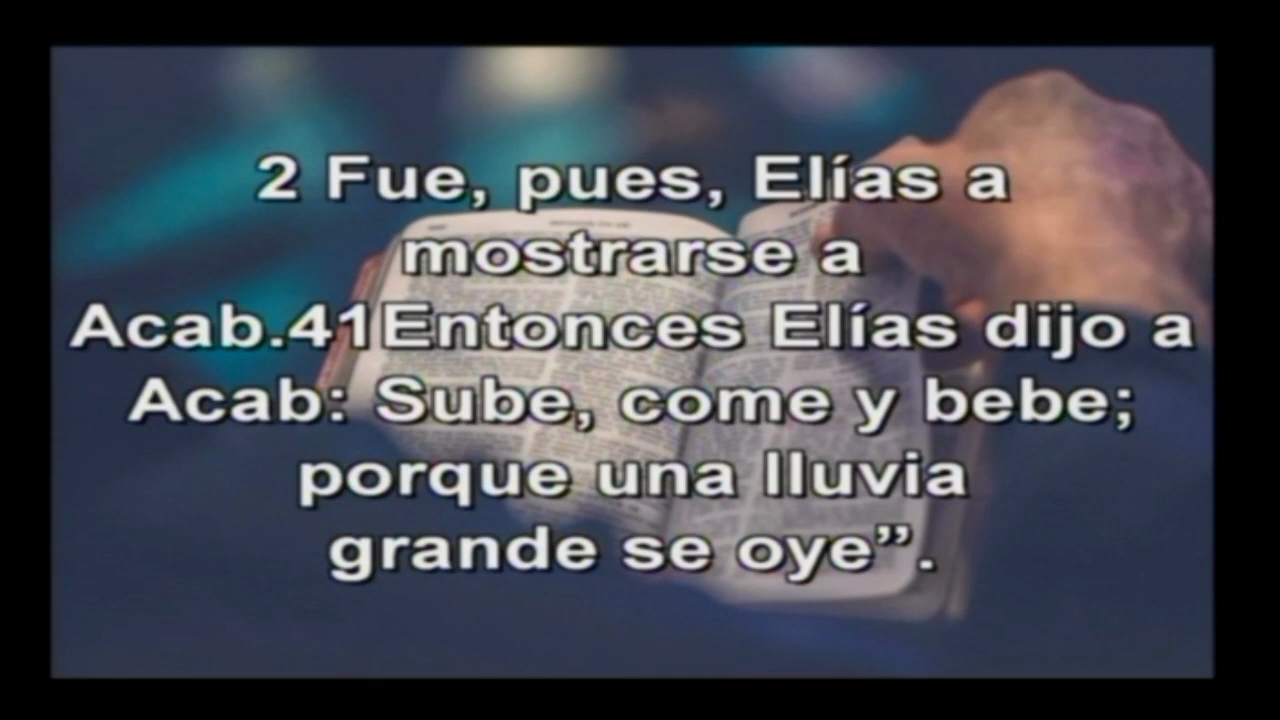 2 Fue, pues, Elías a
mostrarse a
Acab.41Entonces Elías dijo a
Acab: Sube, come y bebe;
porque una lluvia
grande se oye”.